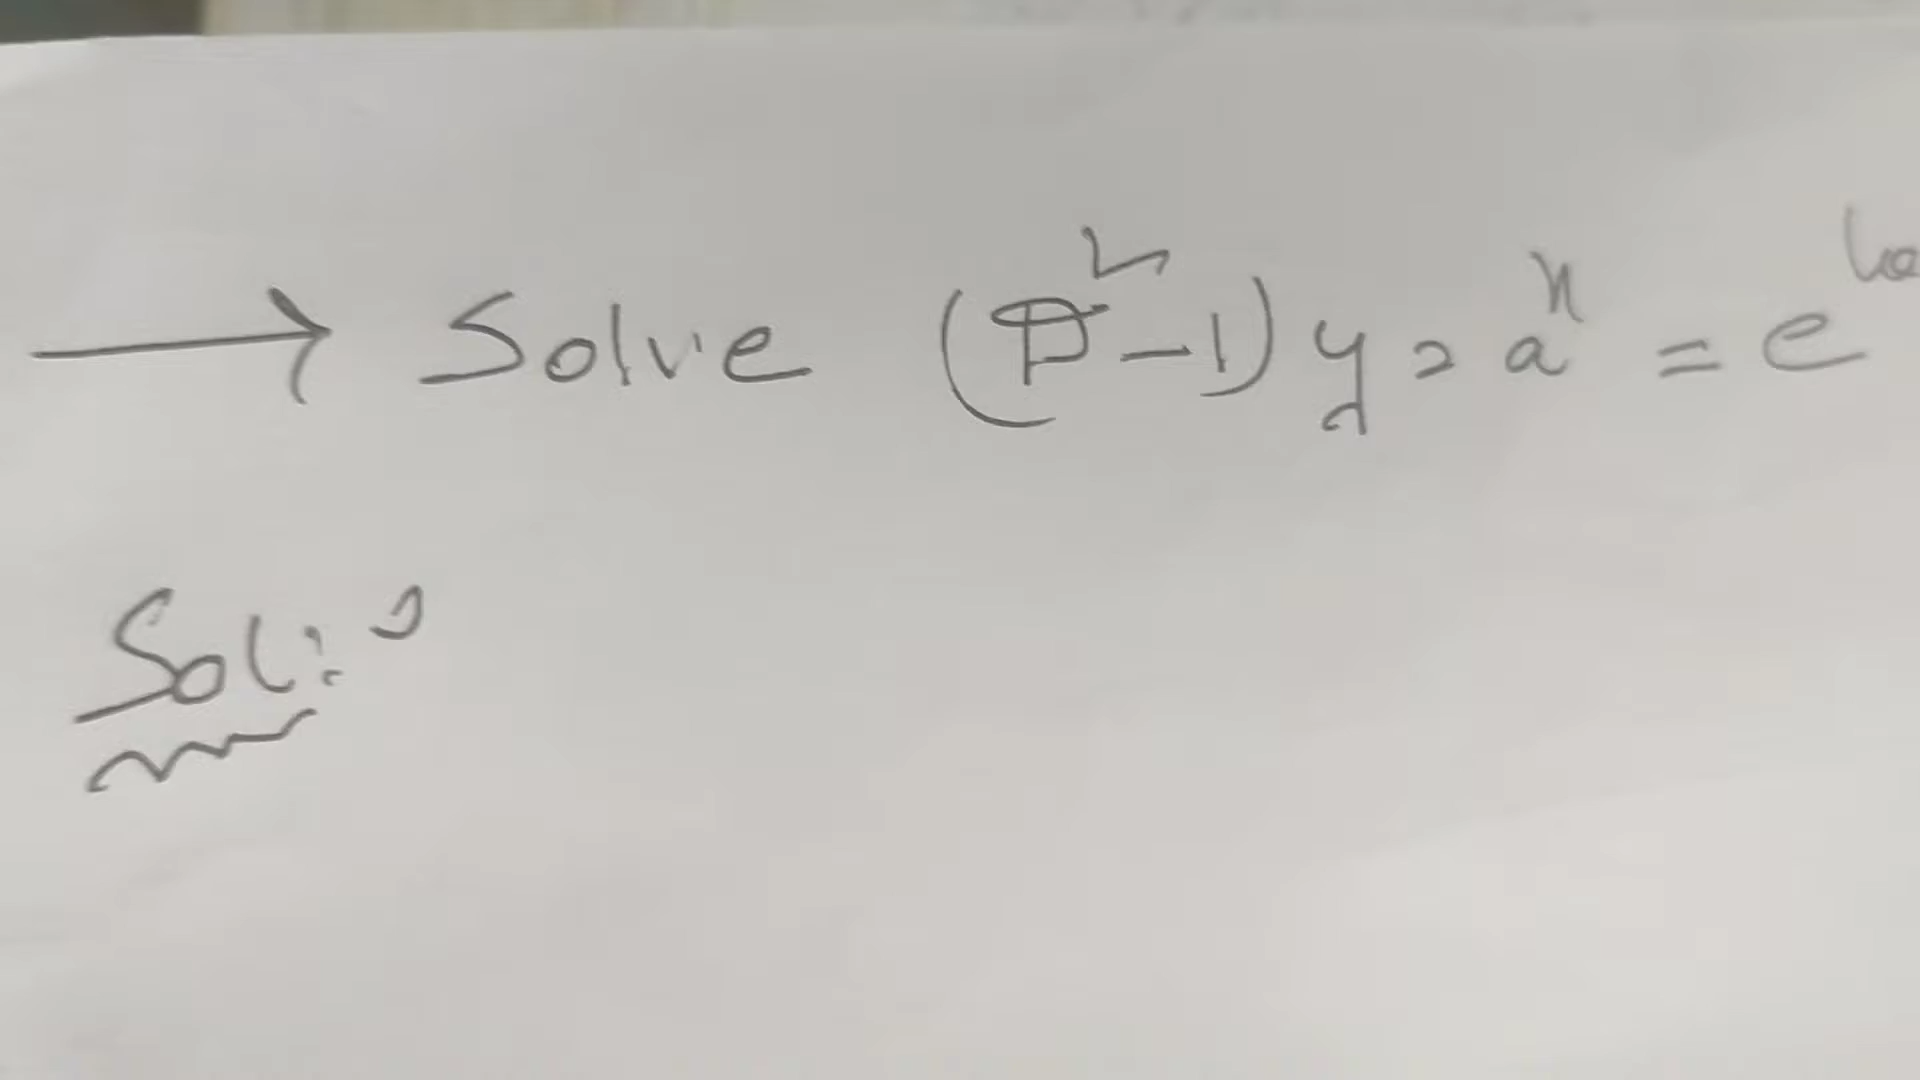 → Solve (D²-1)y = aˣ = e
Sol: